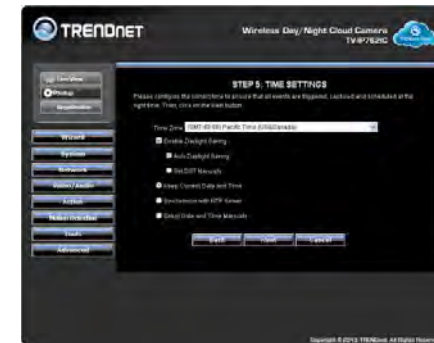 TRENDNET
Wireless Day/Night Cloud Camera
TV-IP762IC
Live View
Setup
Wizard
System
Network
Video/Audio
Action
Motion Detection
Tools
Advanced
STEP 5. TIME SETTINGS
Please configure the correct time to ensure that all events are triggered, captured and scheduled at the
right time. Then, click on the Next button.
Time Zone (GMT-08:00) Pacific Time (US&Canada)
Enable Daylight Saving
Auto Daylight Saving
Set DST Manually
Keep Current Date and Time
Synchronize with NTP Server
Setup Date and Time Manually
Back Next Cancel
Copyright © 2013 TRENDnet. All Rights Reserv